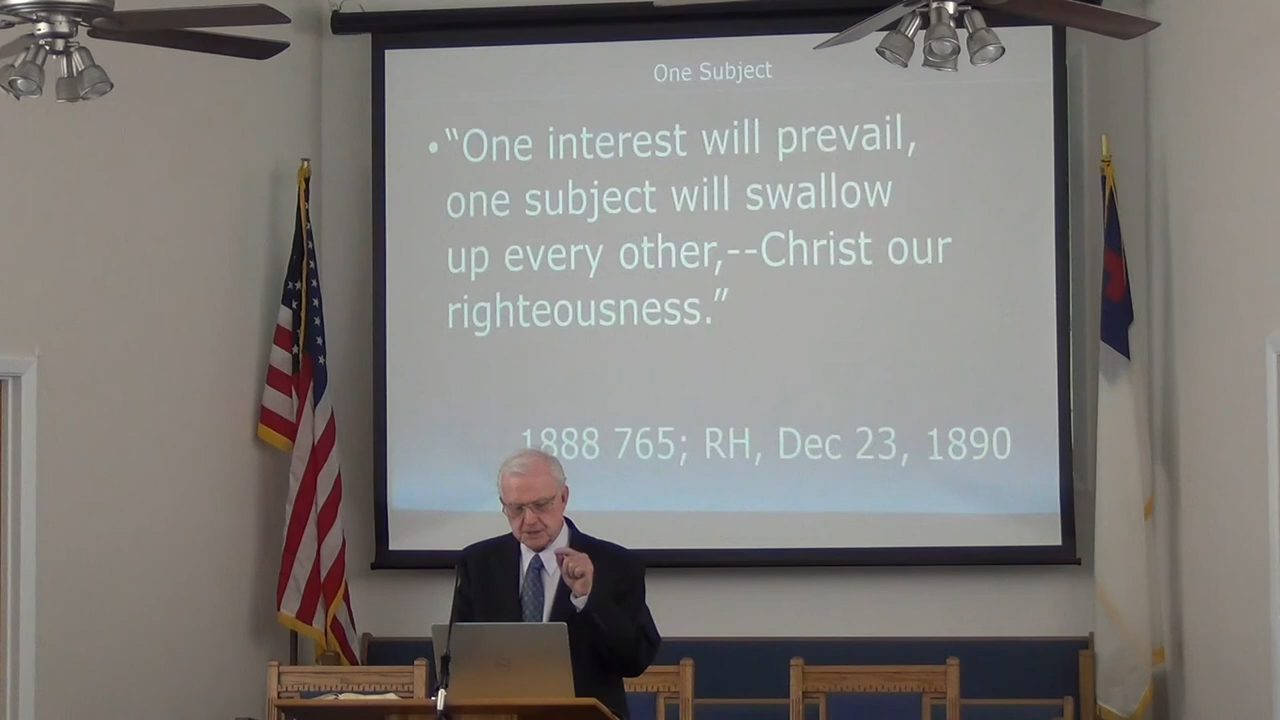 One Subject
•“One interest will prevail,
one subject will swallow
up every other,--Christ our
righteousness.”
1888 765; RH, Dec 23, 1890